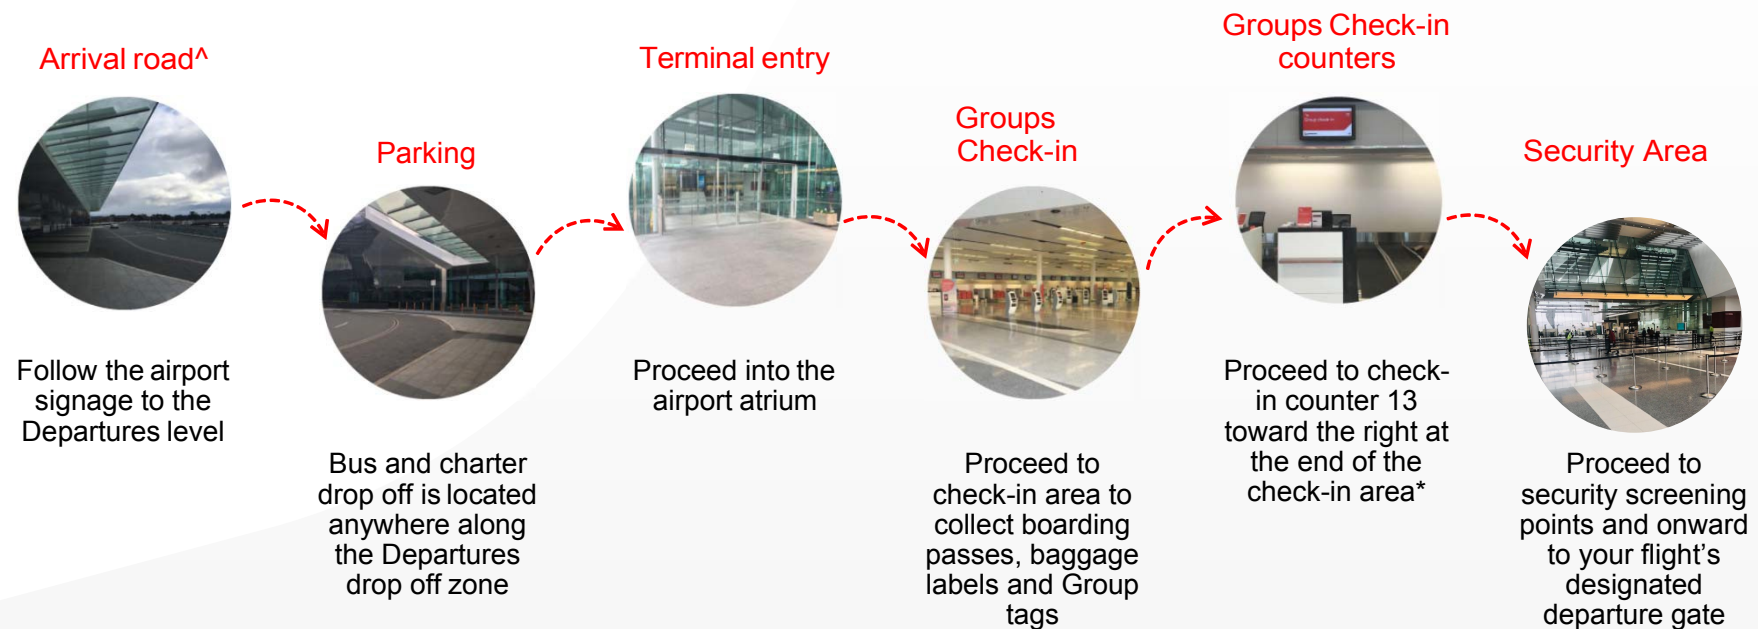 Arrival road^
Follow the airport
signage to the
Departures level
Parking
Bus and charter
drop off is located
anywhere along
the Departures
drop off zone
Terminal entry
Proceed into the
airport atrium
Groups
Check-in
Proceed to
check-in area to
collect boarding
passes, baggage
labels and Group
tags
Groups Check-in
counters
Group check-in
Proceed to check-
in counter 13
toward the right at
the end of the
check-in area*
Security Area
Proceed to
security screening
points and onward
to your flight’s
designated
departure gate